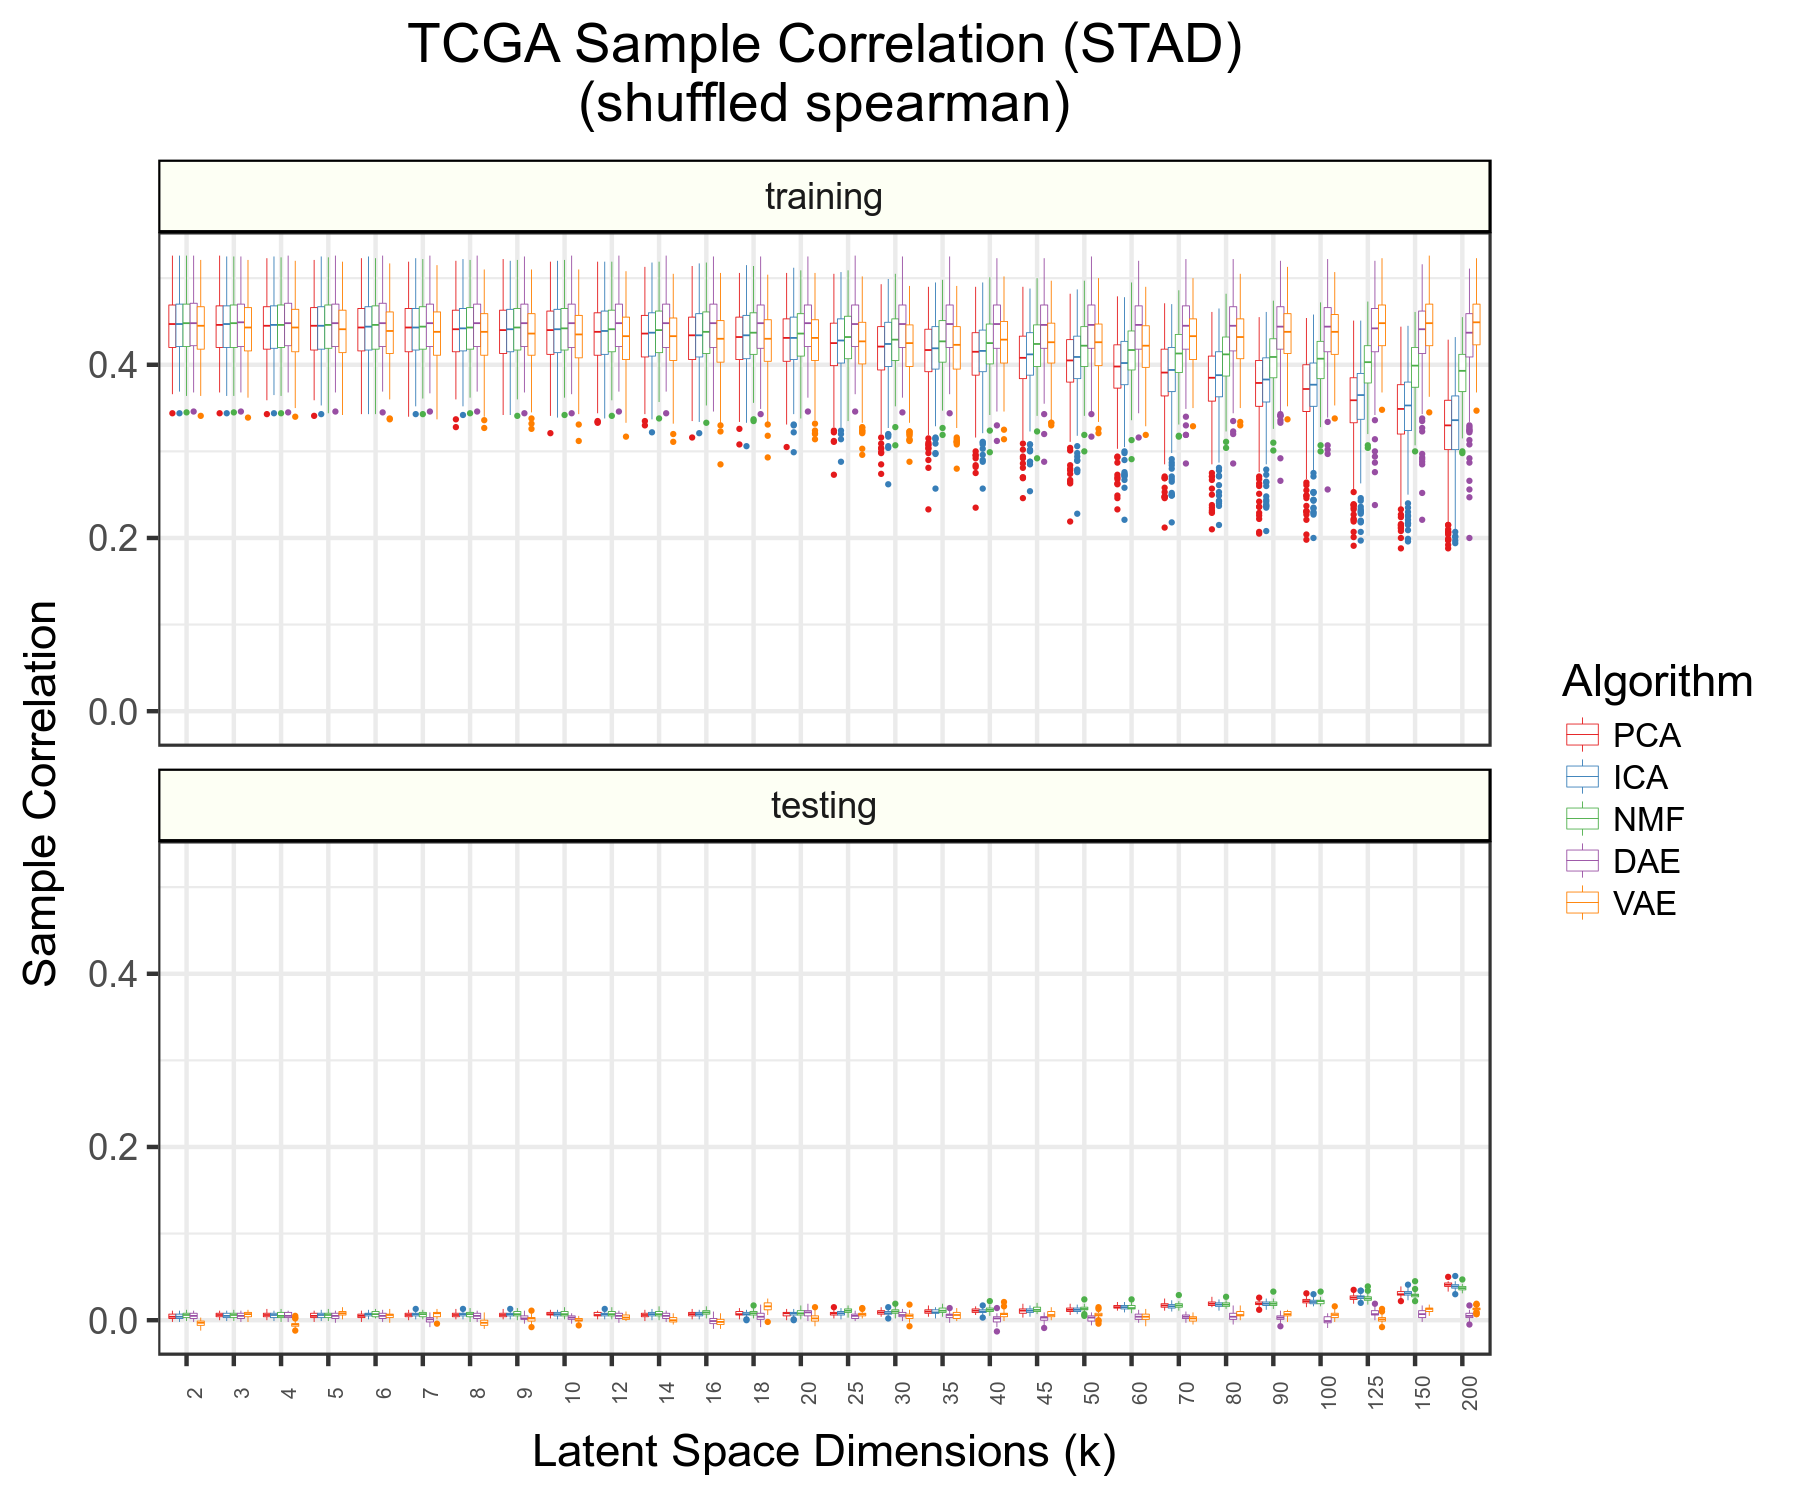 TCGA Sample Correlation (STAD)
(shuffled spearman)
training
0.4
0.2
0.0
testing
0.4
0.2
0.0
Sample Correlation
2 3 4 5 6 7 8 9 10 12 14 16 18 20 25 30 35 40 45 50 60 70 80 90 100 125 150 200
Latent Space Dimensions (k)
Algorithm
PCA
ICA
NMF
DAE
VAE